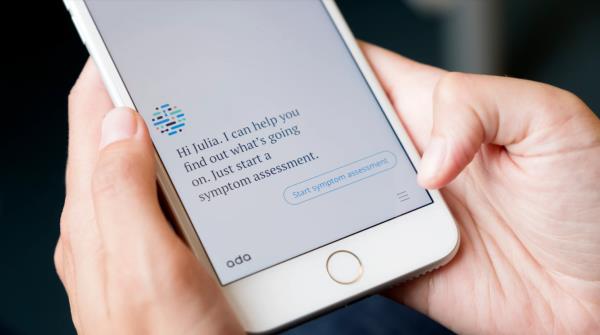 Hi Julia. I can help you
find out what's going
on. Just start a
symptom assessment.
Start symptom assessment
ada